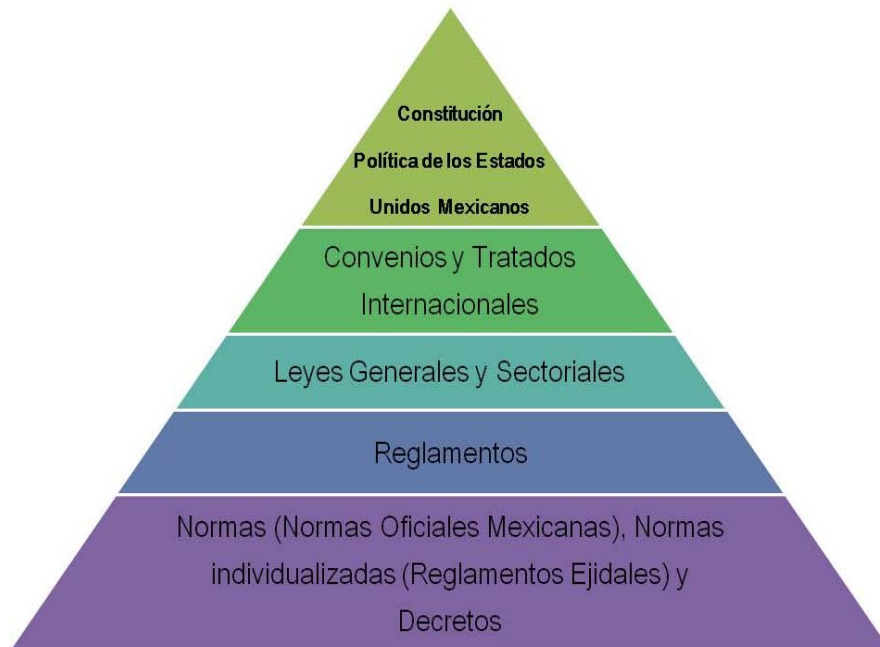 Constitución
Política de los Estados
Unidos Mexicanos
Convenios y Tratados
Internacionales
Leyes Generales y Sectoriales
Reglamentos
Normas (Normas Oficiales Mexicanas), Normas
individualizadas (Reglamentos Ejidales) y
Decretos